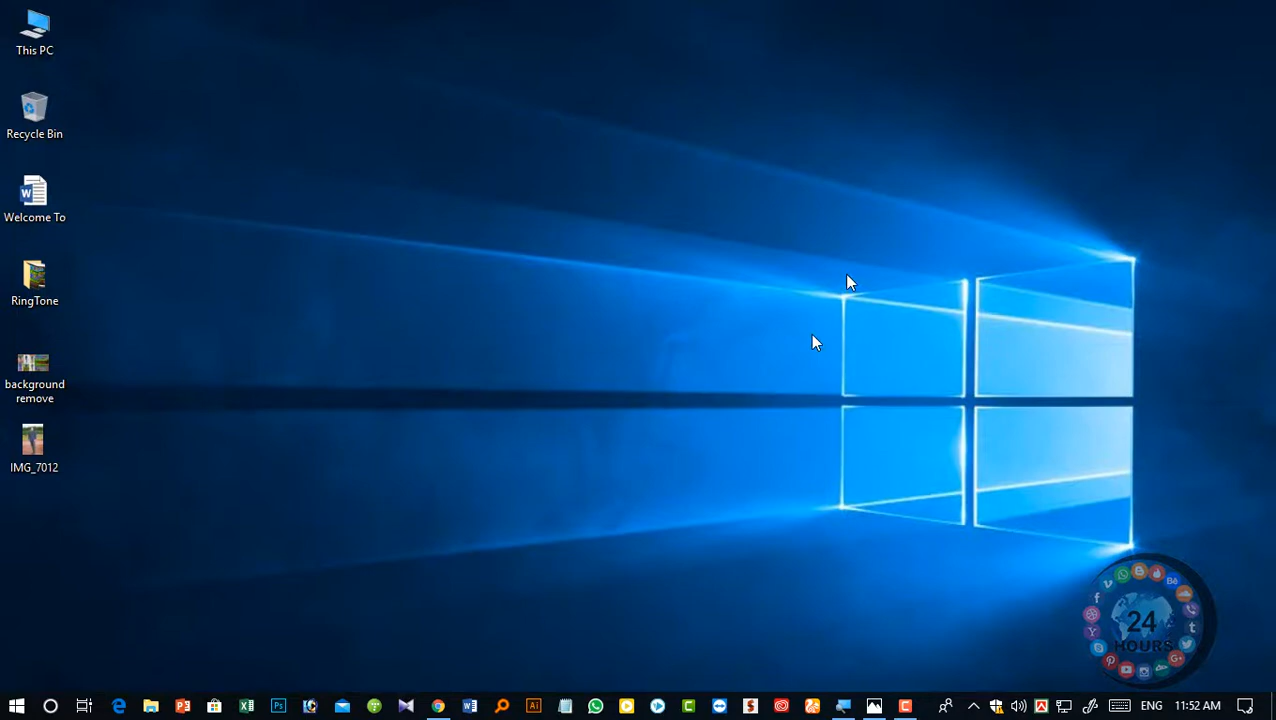 This PC
Recycle Bin
Welcome To
RingTone
background
remove
IMG_7012
24
HOURS
ENG
11:52 AM